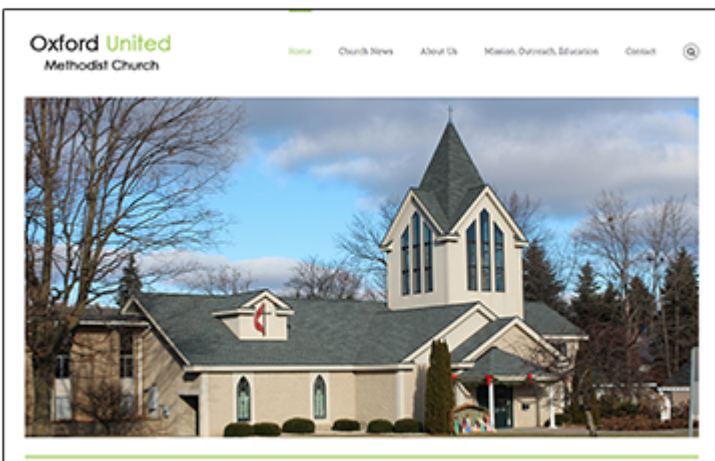 Oxford United
Methodist Church
Home Church News About Us Mission, Outreach, Education Contact